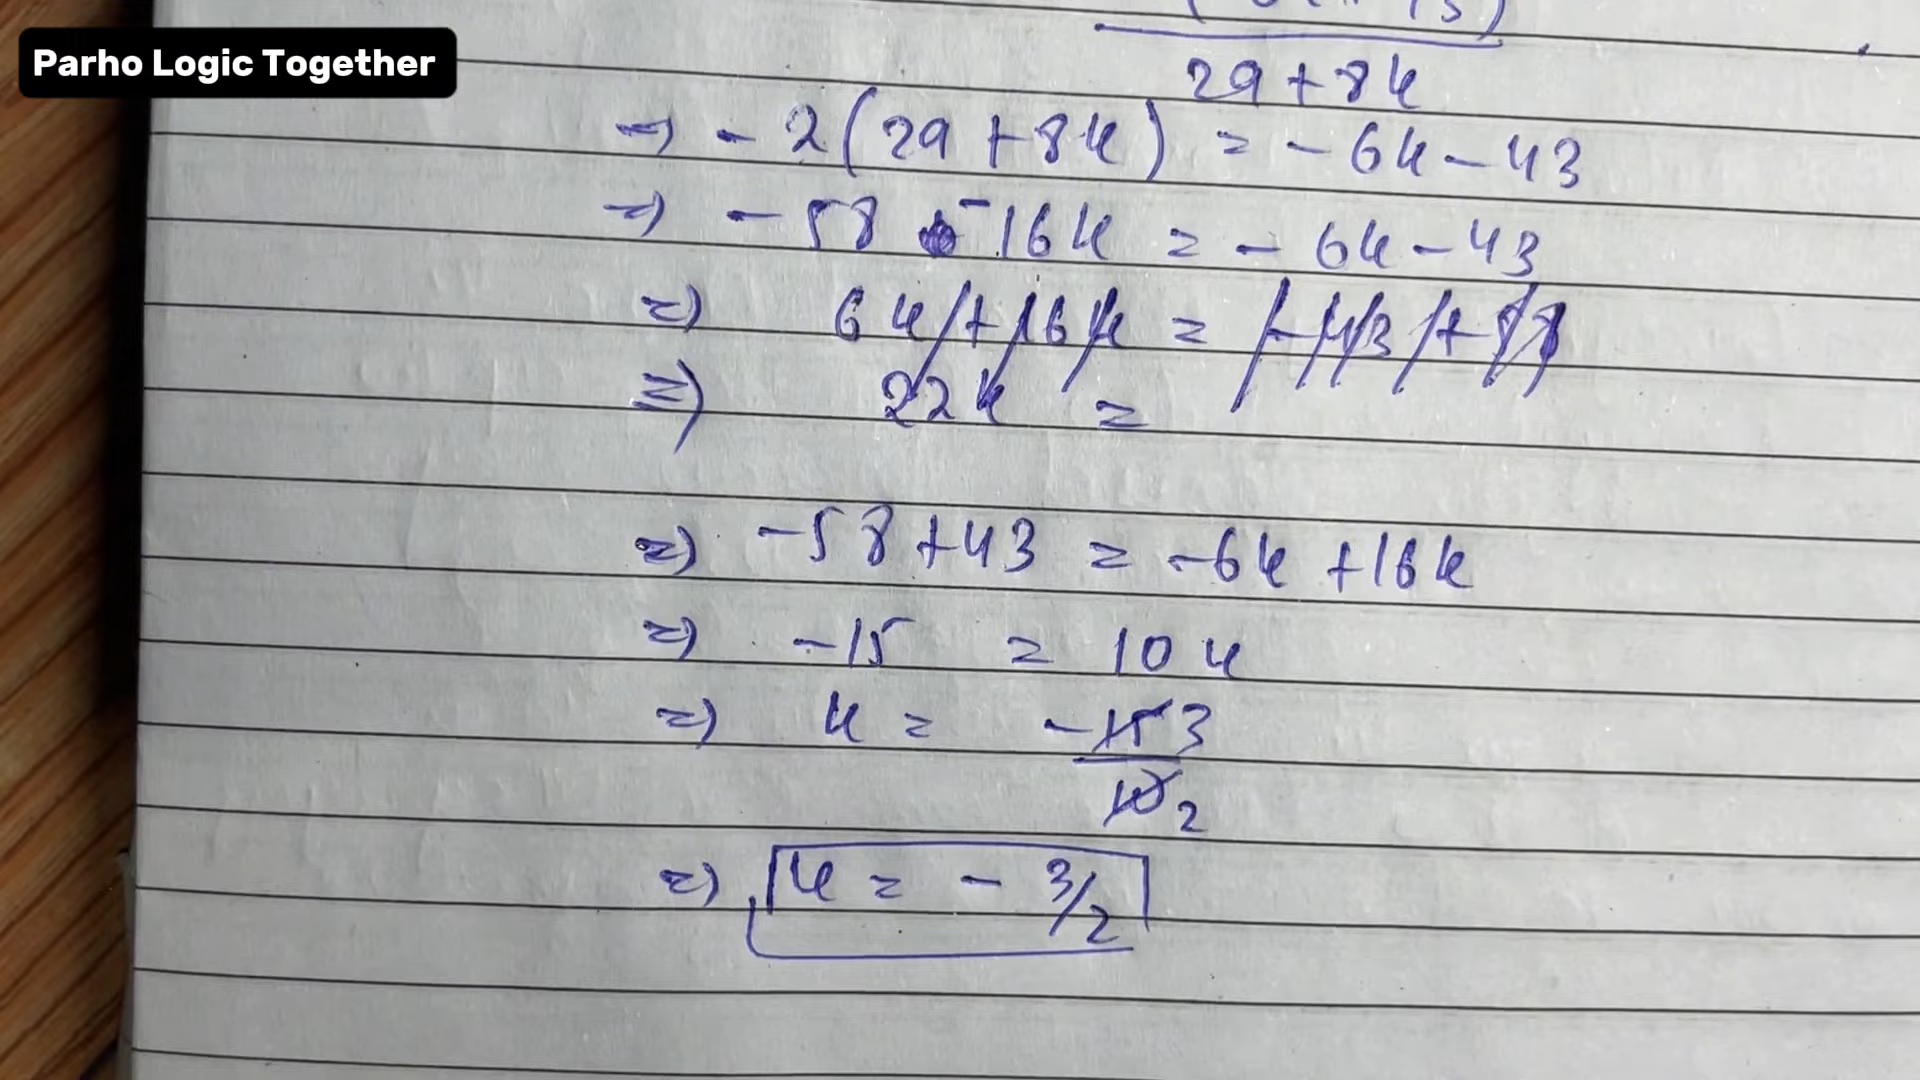 Parho Logic Together
29+8k
⇒ -2(29+8k) = -6k-43
⇒ -58 -16k = -6k-43
⇒ 6k+16k = -43+
⇒ 22k =
⇒ -58+43 = -6k+16k
⇒ -15 = 10k
⇒ k = -15 3
10 2
⇒ k = - 3/2